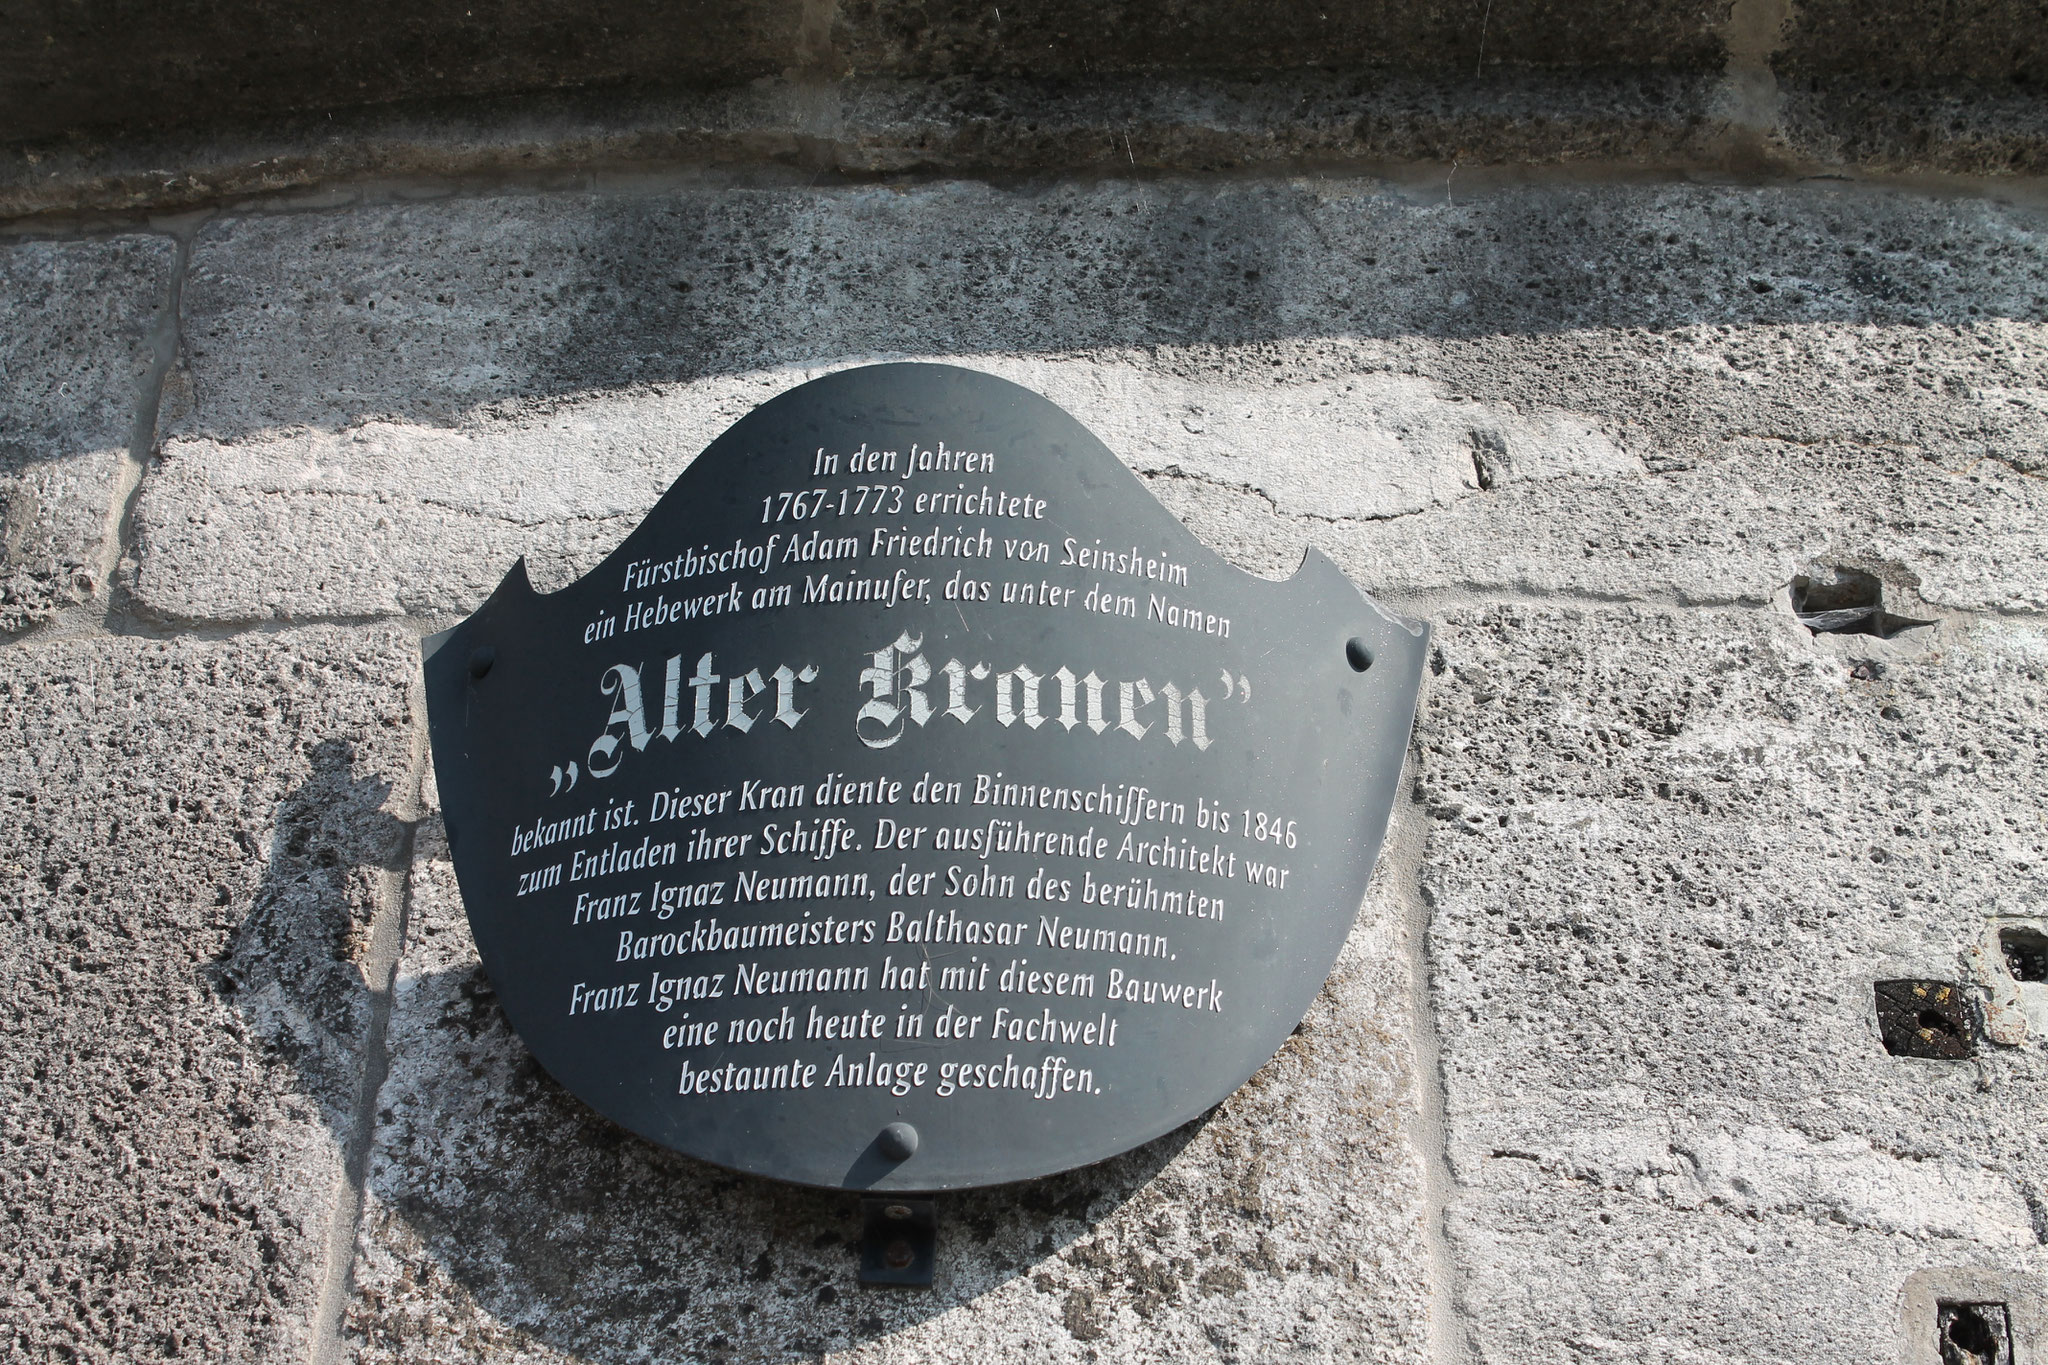 In den Jahren
1767-1773 errichtete
Fürstbischof Adam Friedrich von Seinsheim
ein Hebewerk am Mainufer, das unter dem Namen
„Alter Kranen”
bekannt ist. Dieser Kran diente den Binnenschiffern bis 1846
zum Entladen ihrer Schiffe. Der ausführende Architekt war
Franz Ignaz Neumann, der Sohn des berühmten
Barockbaumeisters Balthasar Neumann.
Franz Ignaz Neumann hat mit diesem Bauwerk
eine noch heute in der Fachwelt
bestaunte Anlage geschaffen.